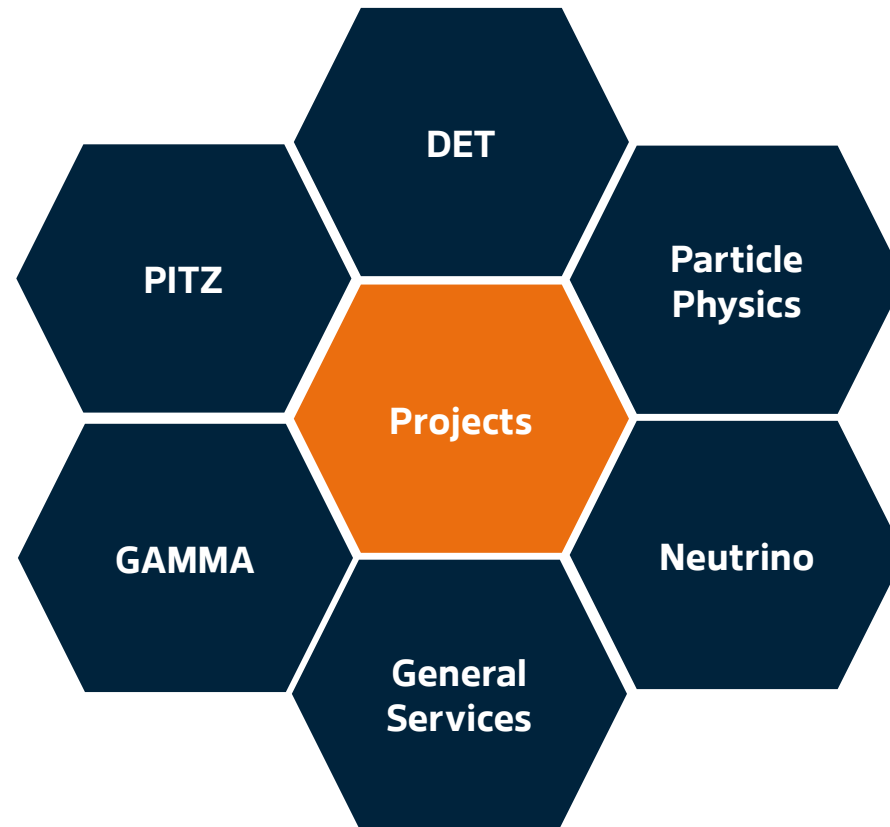 DET
Particle
Physics
PITZ
Projects
Neutrino
GAMMA
General
Services